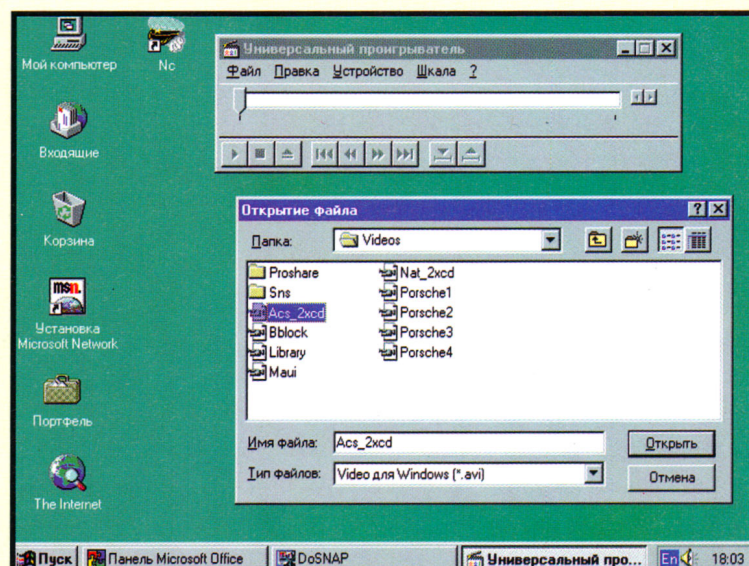 Мой компьютер
Nc
Входящие
Корзина
msn.
Установка
Microsoft Network
Портфель
The Internet
Универсальный проигрыватель
Файл Правка Устройство Шкала ?
Открытие файла
Папка: Videos
Proshare
Sns
Acs_2xcd
Bblock
Library
Maui
Nat_2xcd
Porsche1
Porsche2
Porsche3
Porsche4
Имя файла: Acs_2xcd Открыть
Тип файлов: Video для Windows (*.avi) Отмена
Пуск Панель Microsoft Office DoSNAP Универсальный про... En 18:03